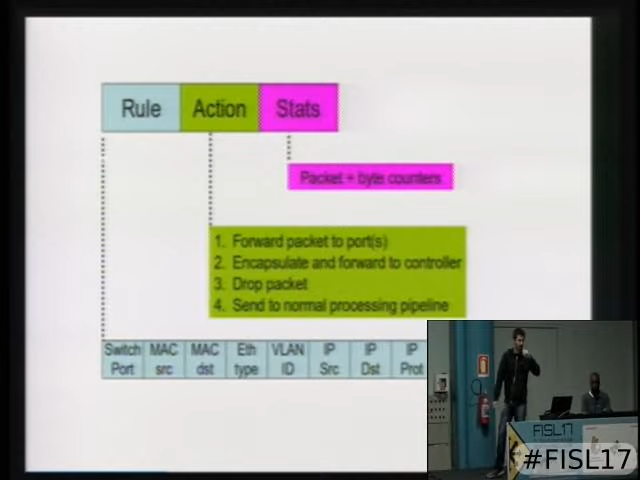 Rule Action Stats
Packet + byte counters
1. Forward packet to port(s)
2. Encapsulate and forward to controller
3. Drop packet
4. Send to normal processing pipeline
Switch Port MAC src MAC dst Eth type VLAN ID IP Src IP Dst IP Prot
FISL17
#FISL17